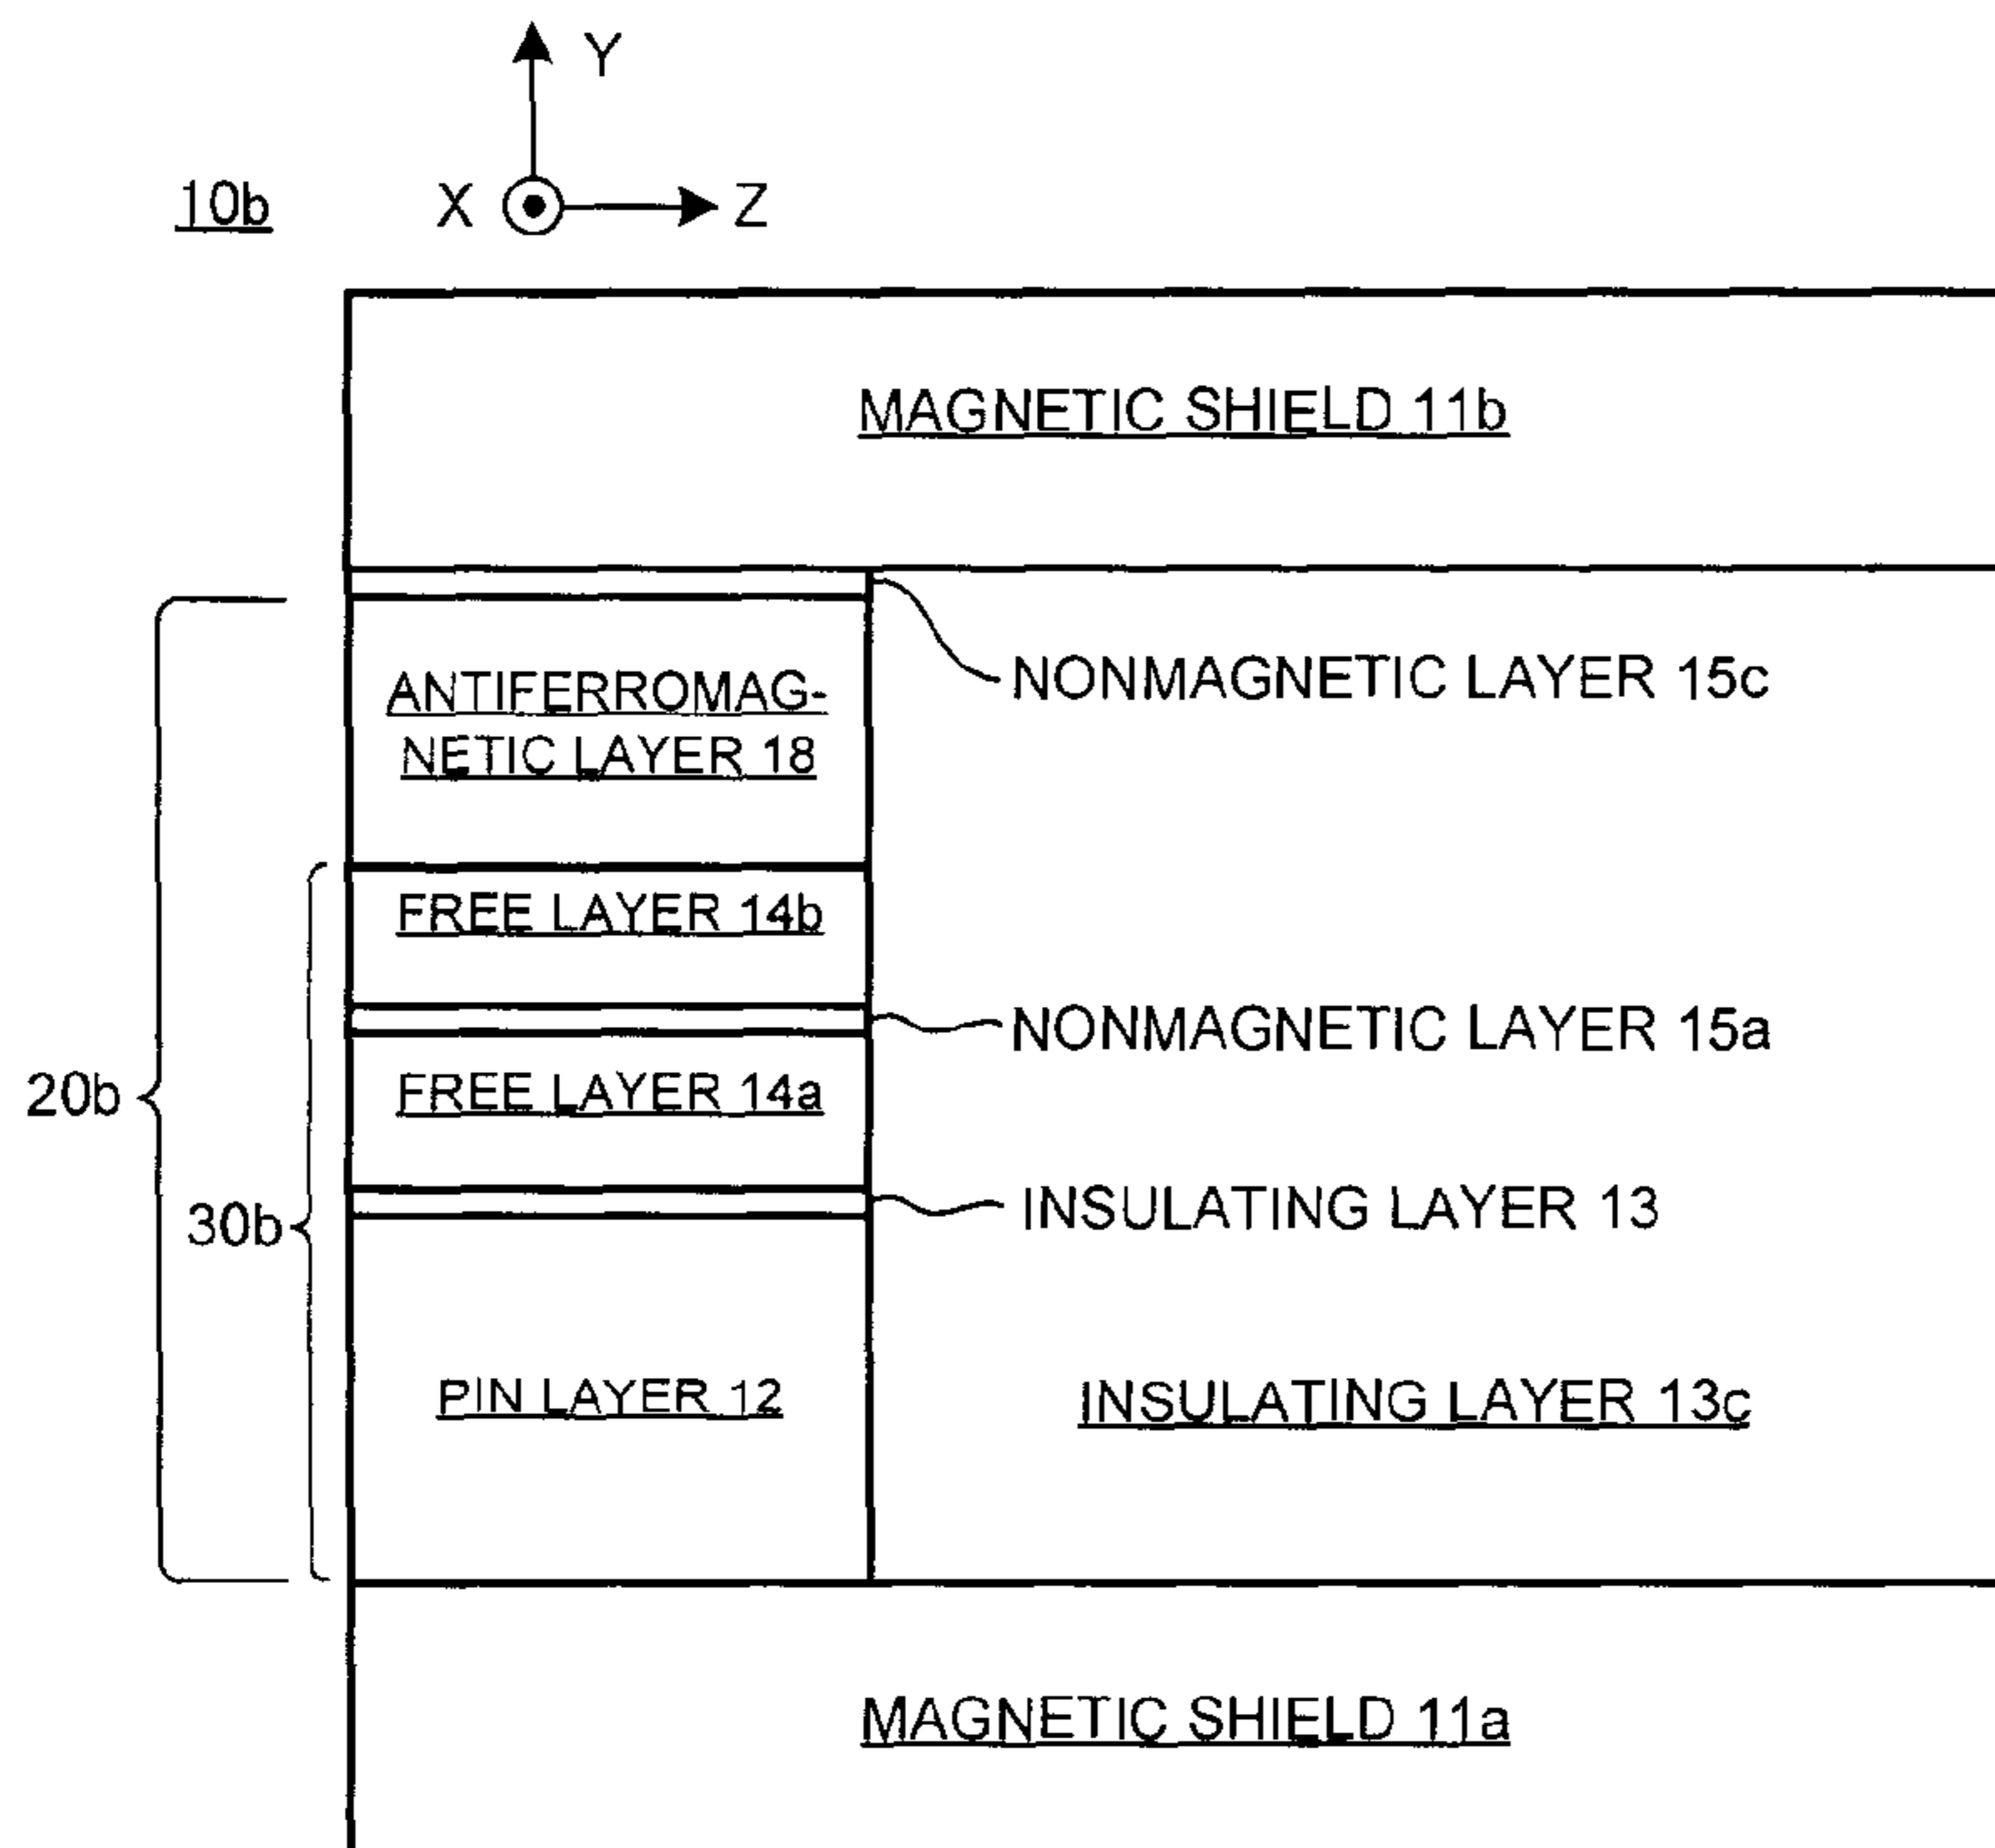 Y
10b
X
Z
MAGNETIC SHIELD 11b
NONMAGNETIC LAYER 15c
ANTIFERROMAG-
NETIC LAYER 18
FREE LAYER 14b
NONMAGNETIC LAYER 15a
20b
FREE LAYER 14a
30b
INSULATING LAYER 13
PIN LAYER 12
INSULATING LAYER 13c
MAGNETIC SHIELD 11a